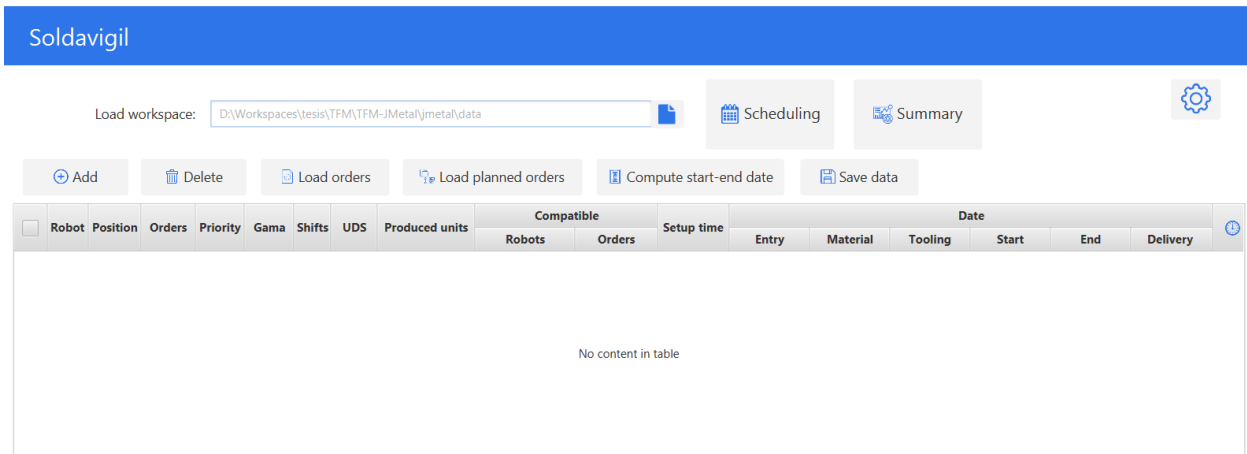 Soldavigil
Load workspace: D:\Workspaces\tesis\TFM\TFM-JMetal\jmetal\data Scheduling Summary
Add Delete Load orders Load planned orders Compute start-end date Save data
Robot Position Orders Priority Gama Shifts UDS Produced units Compatible Setup time Date
Robots Orders Entry Material Tooling Start End Delivery
No content in table